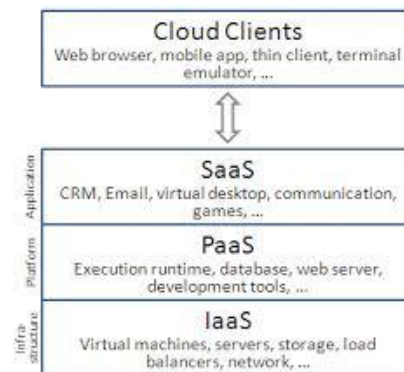 Cloud Clients
Web browser, mobile app, thin client, terminal
emulator, ...
Application
SaaS
CRM, Email, virtual desktop, communication,
games, ...
Platform
PaaS
Execution runtime, database, web server,
development tools, ...
Infra-
structure
IaaS
Virtual machines, servers, storage, load
balancers, network, ...